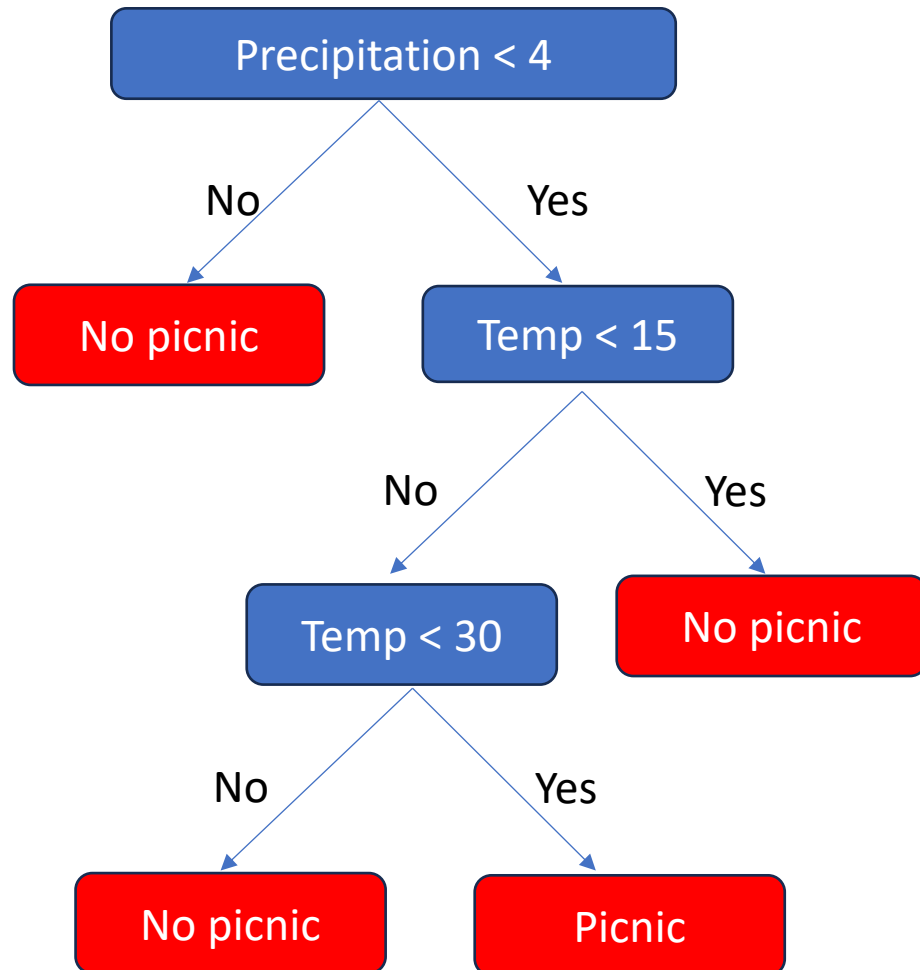 Precipitation < 4
No
Yes
No picnic
Temp < 15
No
Yes
Temp < 30
No picnic
No
Yes
No picnic
Picnic